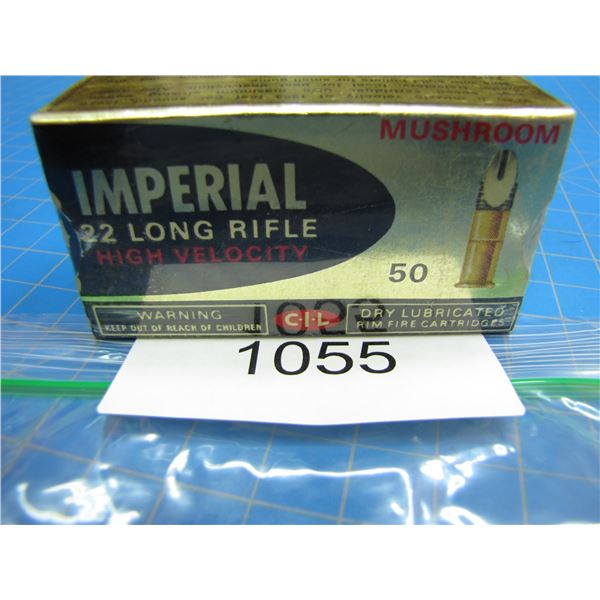 MUSHROOM
IMPERIAL
22 LONG RIFLE
HIGH VELOCITY
50
WARNING
KEEP OUT OF REACH OF CHILDREN
C-I-L
DRY LUBRICATED
RIM FIRE CARTRIDGES
1055